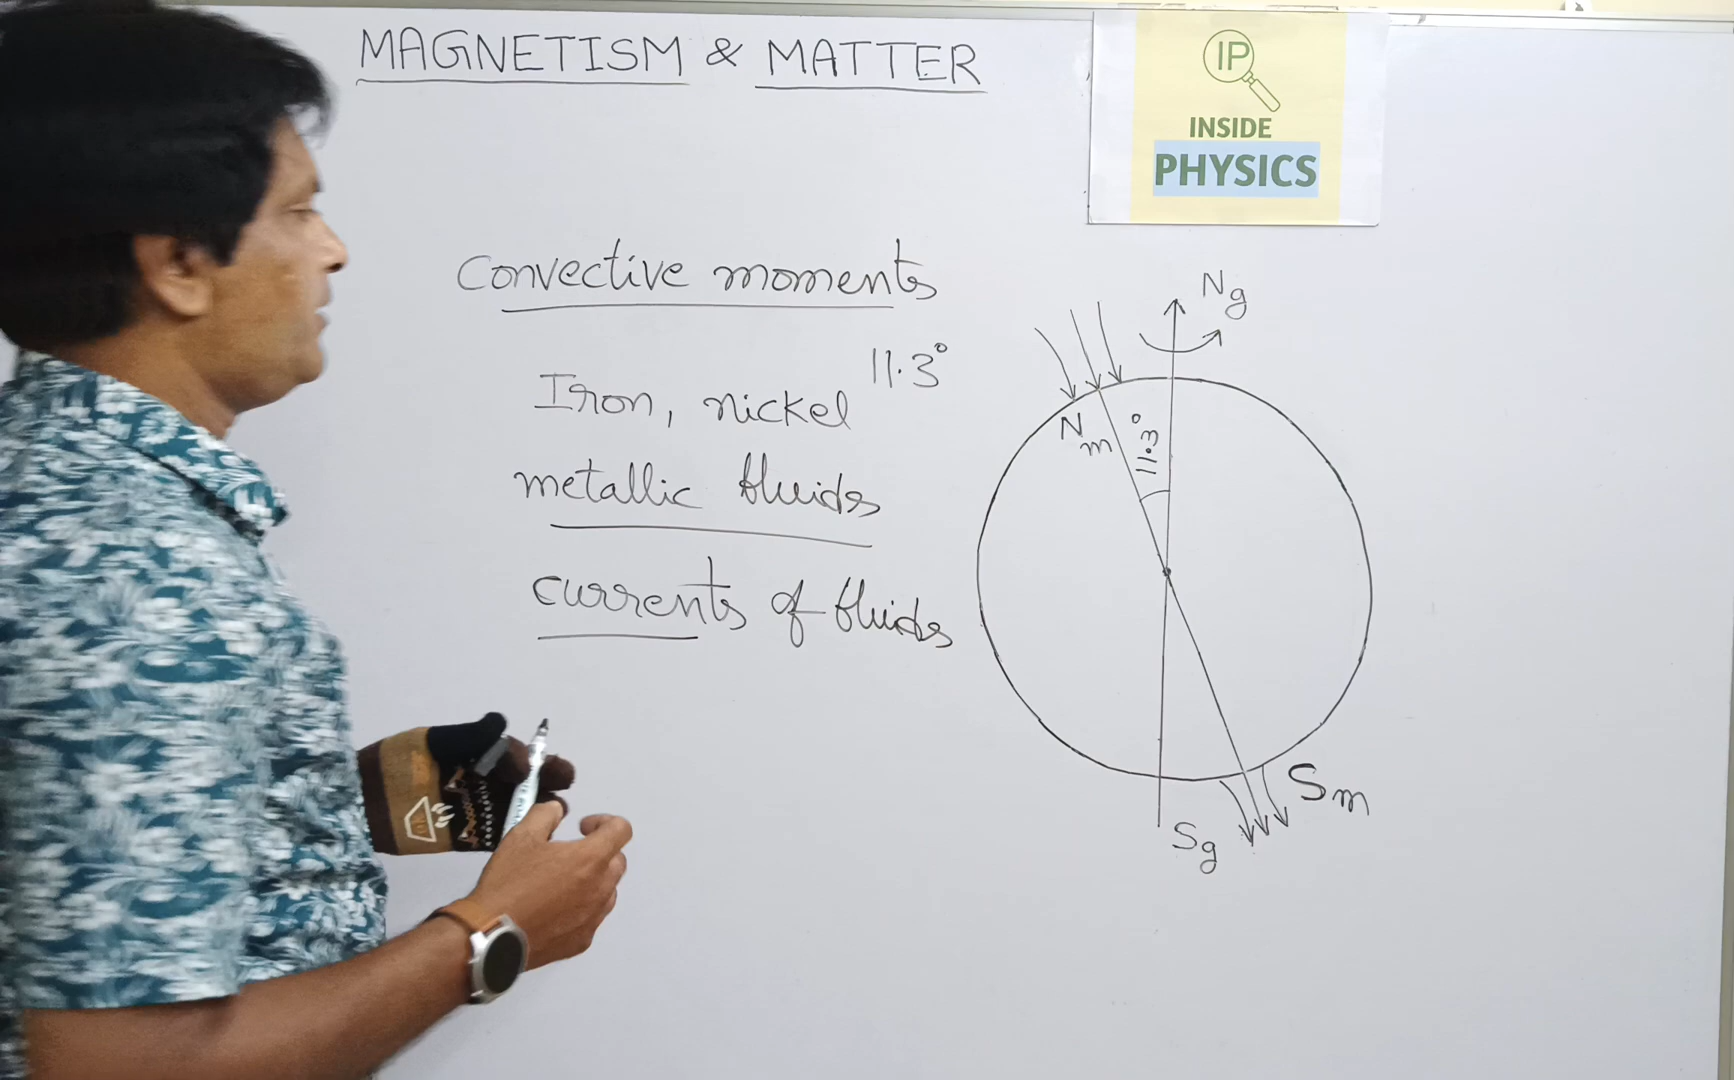 MAGNETISM & MATTER
IP
INSIDE
PHYSICS
Convective moments
11.3°
Iron, nickel
metallic fluids
currents of fluids
Ng
Nm
11.3°
Sm
Sg